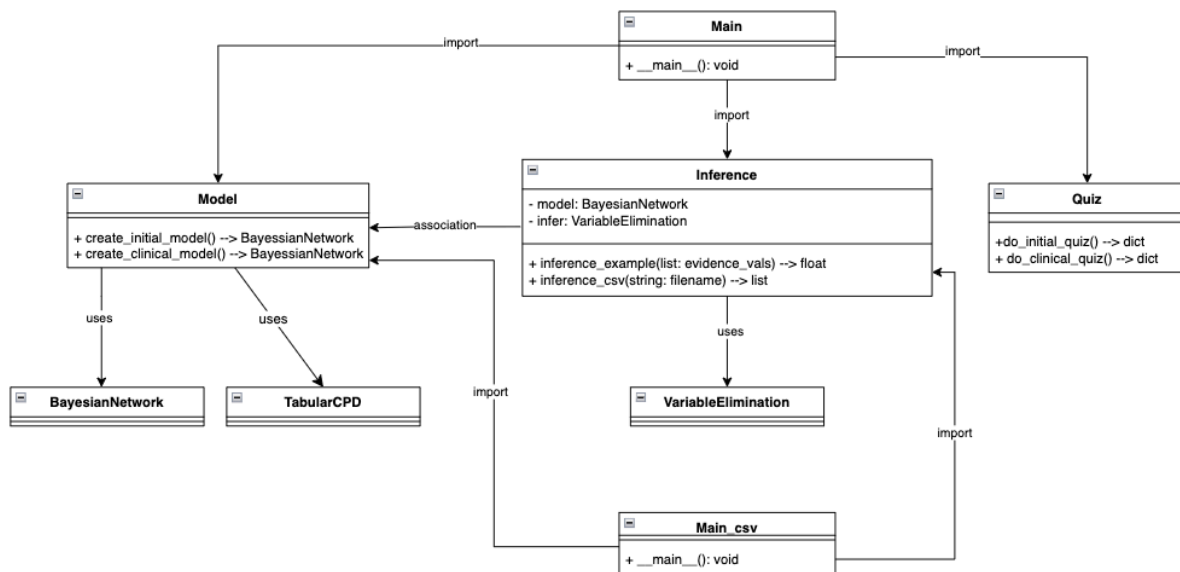 Main
+ __main__(): void
import
import
import
Inference
- model: BayesianNetwork
- infer: VariableElimination
+ inference_example(list: evidence_vals) --> float
+ inference_csv(string: filename) --> list
Model
+ create_initial_model() --> BayessianNetwork
+ create_clinical_model() --> BayessianNetwork
Quiz
+do_initial_quiz() --> dict
+ do_clinical_quiz() --> dict
association
uses
uses
uses
BayesianNetwork
TabularCPD
import
VariableElimination
import
Main_csv
+ __main__(): void